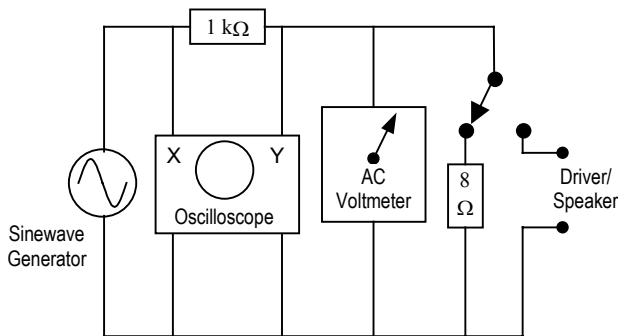 1 kΩ
X
Y
Oscilloscope
AC
Voltmeter
8
Ω
Driver/
Speaker
Sinewave
Generator